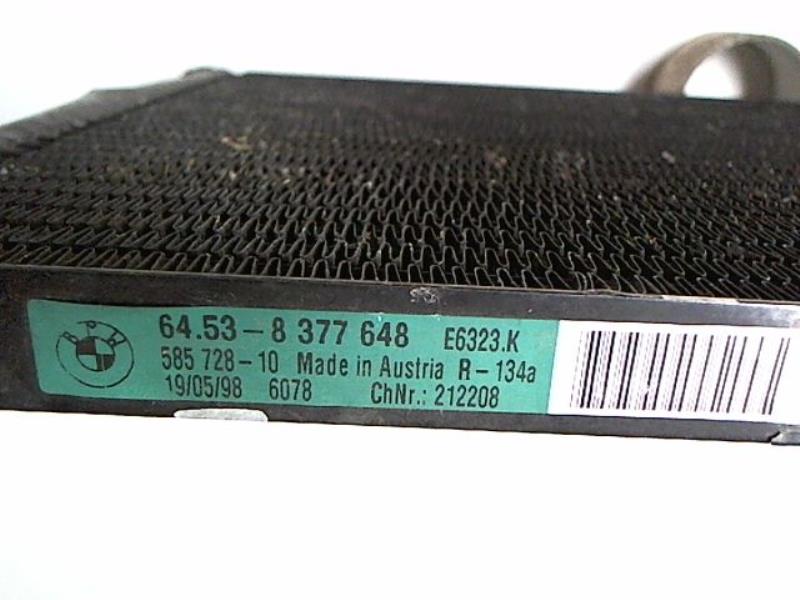 BMW
64.53-8 377 648 E6323.K
585 728-10 Made in Austria R-134a
19/05/98 6078 ChNr.: 212208